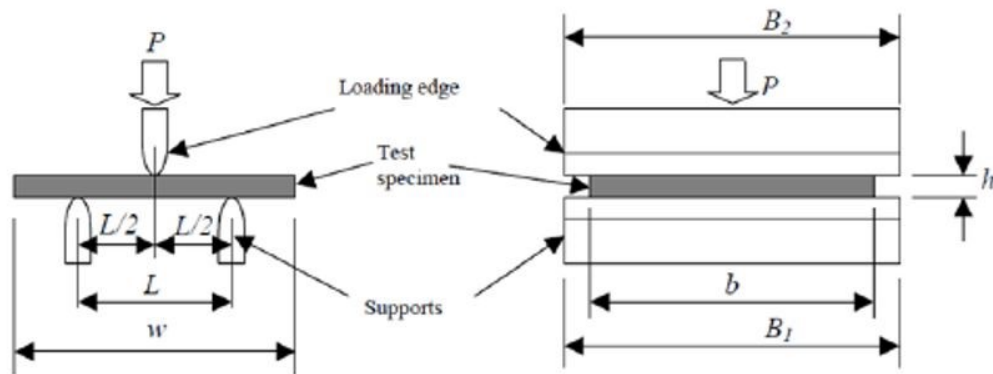 P
Loading edge
Test
specimen
L/2
L/2
L
Supports
w
B2
P
h
b
B1